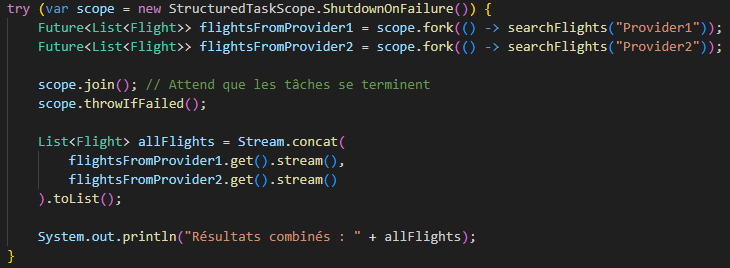 try (var scope = new StructuredTaskScope.ShutdownOnFailure()) {
    Future<List<Flight>> flightsFromProvider1 = scope.fork(() -> searchFlights("Provider1"));
    Future<List<Flight>> flightsFromProvider2 = scope.fork(() -> searchFlights("Provider2"));
    scope.join(); // Attend que les tâches se terminent
    scope.throwIfFailed();
    List<Flight> allFlights = Stream.concat(
        flightsFromProvider1.get().stream(),
        flightsFromProvider2.get().stream()
    ).toList();
    System.out.println("Résultats combinés : " + allFlights);
}